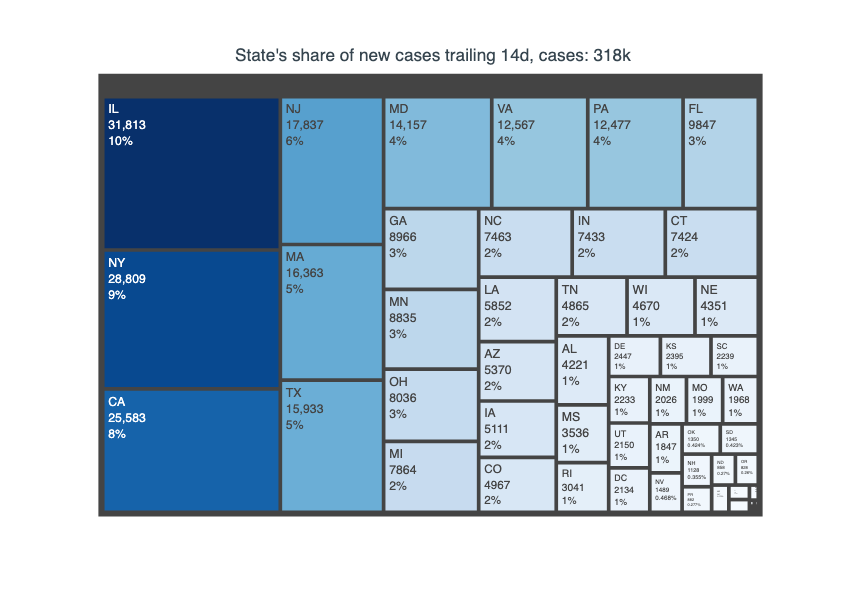 State's share of new cases trailing 14d, cases: 318k
IL
31,813
10%
NY
28,809
9%
CA
25,583
8%
NJ
17,837
6%
MA
16,363
5%
TX
15,933
5%
MD
14,157
4%
VA
12,567
4%
PA
12,477
4%
FL
9847
3%
GA
8966
3%
MN
8835
3%
OH
8036
3%
MI
7864
2%
NC
7463
2%
IN
7433
2%
CT
7424
2%
LA
5852
2%
AZ
5370
2%
IA
5111
2%
CO
4967
2%
TN
4865
2%
WI
4670
1%
NE
4351
1%
AL
4221
1%
MS
3536
1%
RI
3041
1%
DE
2447
1%
KS
2395
1%
SC
2239
1%
KY
2233
1%
UT
2150
1%
DC
2134
1%
NM
2026
1%
MO
1999
1%
WA
1968
1%
AR
1847
1%
NV
1489
0.468%
OK
1350
0.424%
SD
1345
0.423%
NH
1128
0.355%
ND
0.27%
OR
0.26%
PR
0.277%